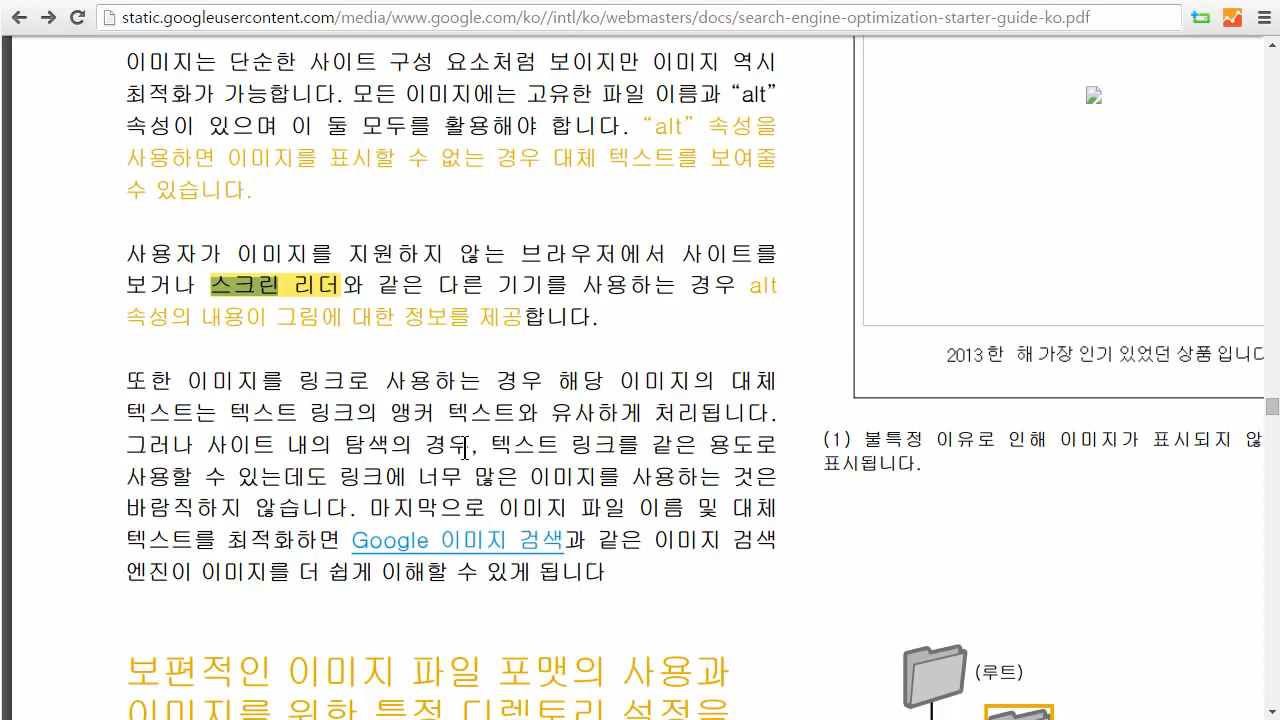 static.googleusercontent.com/media/www.google.com/ko//intl/ko/webmasters/docs/search-engine-optimization-starter-guide-ko.pdf
이미지는 단순한 사이트 구성 요소처럼 보이지만 이미지 역시
최적화가 가능합니다. 모든 이미지에는 고유한 파일 이름과 “alt”
속성이 있으며 이 둘 모두를 활용해야 합니다. “alt” 속성을
사용하면 이미지를 표시할 수 없는 경우 대체 텍스트를 보여줄
수 있습니다.
사용자가 이미지를 지원하지 않는 브라우저에서 사이트를
보거나 스크린 리더와 같은 다른 기기를 사용하는 경우 alt
속성의 내용이 그림에 대한 정보를 제공합니다.
또한 이미지를 링크로 사용하는 경우 해당 이미지의 대체
텍스트는 텍스트 링크의 앵커 텍스트와 유사하게 처리됩니다.
그러나 사이트 내의 탐색의 경우, 텍스트 링크를 같은 용도로
사용할 수 있는데도 링크에 너무 많은 이미지를 사용하는 것은
바람직하지 않습니다. 마지막으로 이미지 파일 이름 및 대체
텍스트를 최적화하면 Google 이미지 검색과 같은 이미지 검색
엔진이 이미지를 더 쉽게 이해할 수 있게 됩니다
보편적인 이미지 파일 포맷의 사용과
이미지를 위한 특정 디렉토리 설정을
2013한 해 가장 인기 있었던 상품 입니다
(1) 불특정 이유로 인해 이미지가 표시되지 않
표시됩니다.
(루트)